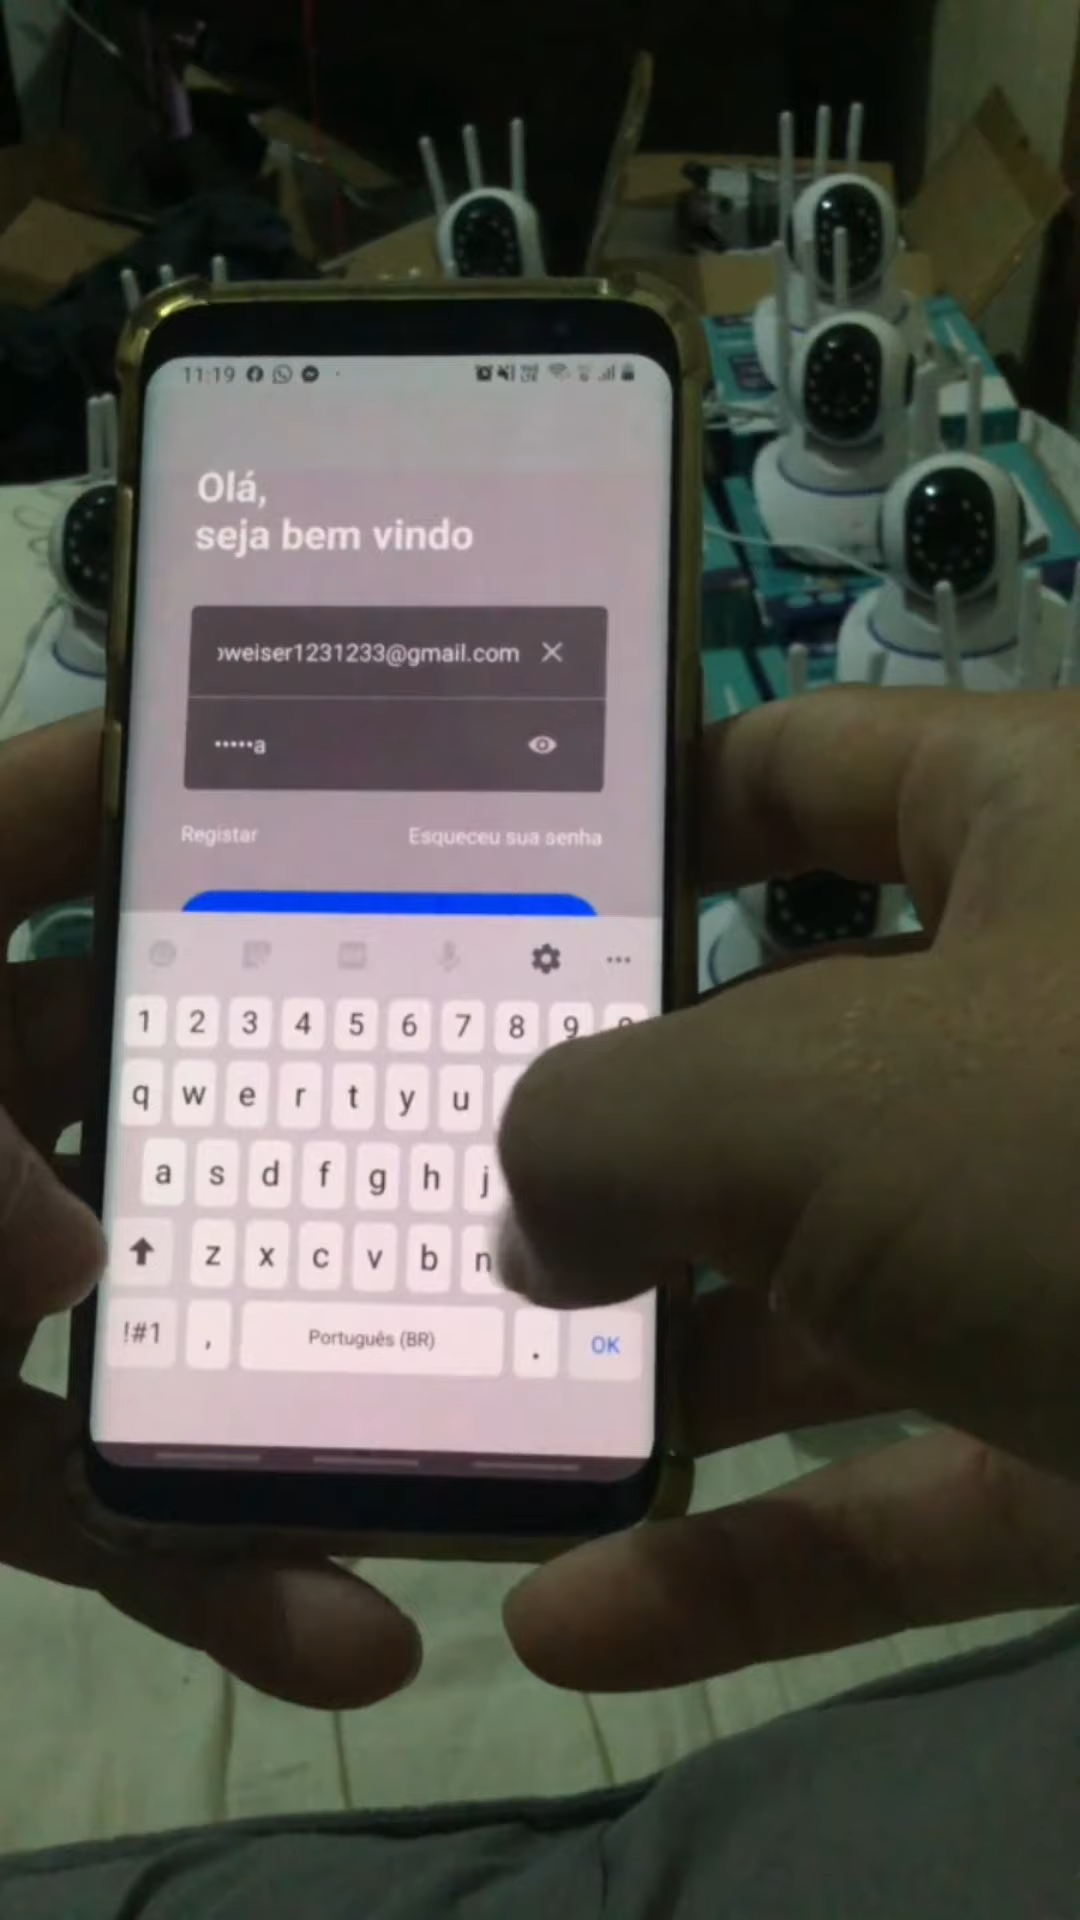 11:19
Olá,
seja bem vindo
weiser1231233@gmail.com
•••••a
Registar
Esqueceu sua senha
1 2 3 4 5 6 7 8 9
q w e r t y u
a s d f g h j
z x c v b n
!#1 , Português (BR) . OK